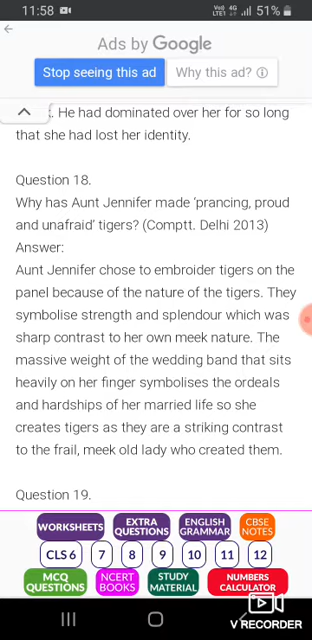 11:58 51%
Ads by Google
Stop seeing this ad Why this ad?
. He had dominated over her for so long
that she had lost her identity.
Question 18.
Why has Aunt Jennifer made ‘prancing, proud
and unafraid’ tigers? (Comptt. Delhi 2013)
Answer:
Aunt Jennifer chose to embroider tigers on the
panel because of the nature of the tigers. They
symbolise strength and splendour which was
sharp contrast to her own meek nature. The
massive weight of the wedding band that sits
heavily on her finger symbolises the ordeals
and hardships of her married life so she
creates tigers as they are a striking contrast
to the frail, meek old lady who created them.
Question 19.
WORKSHEETS EXTRA QUESTIONS ENGLISH GRAMMAR CBSE NOTES
CLS 6 7 8 9 10 11 12
MCQ QUESTIONS NCERT BOOKS STUDY MATERIAL NUMBERS CALCULATOR
V RECORDER